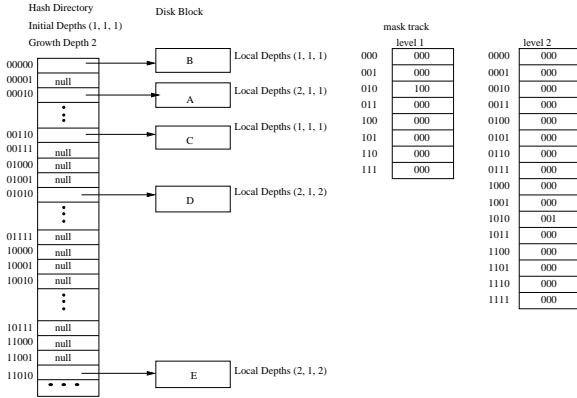 Hash Directory
Initial Depths (1, 1, 1)
Growth Depth 2
Disk Block
00000
B
Local Depths (1, 1, 1)
00001 null
00010
A
Local Depths (2, 1, 1)
00110
C
Local Depths (1, 1, 1)
00111 null
01000 null
01001 null
01010
D
Local Depths (2, 1, 2)
01111 null
10000 null
10001 null
10010 null
10111 null
11000 null
11001 null
11010
E
Local Depths (2, 1, 2)
mask track
level 1
000 000
001 000
010 100
011 000
100 000
101 000
110 000
111 000
level 2
0000 000
0001 000
0010 000
0011 000
0100 000
0101 000
0110 000
0111 000
1000 000
1001 000
1010 001
1011 000
1100 000
1101 000
1110 000
1111 000